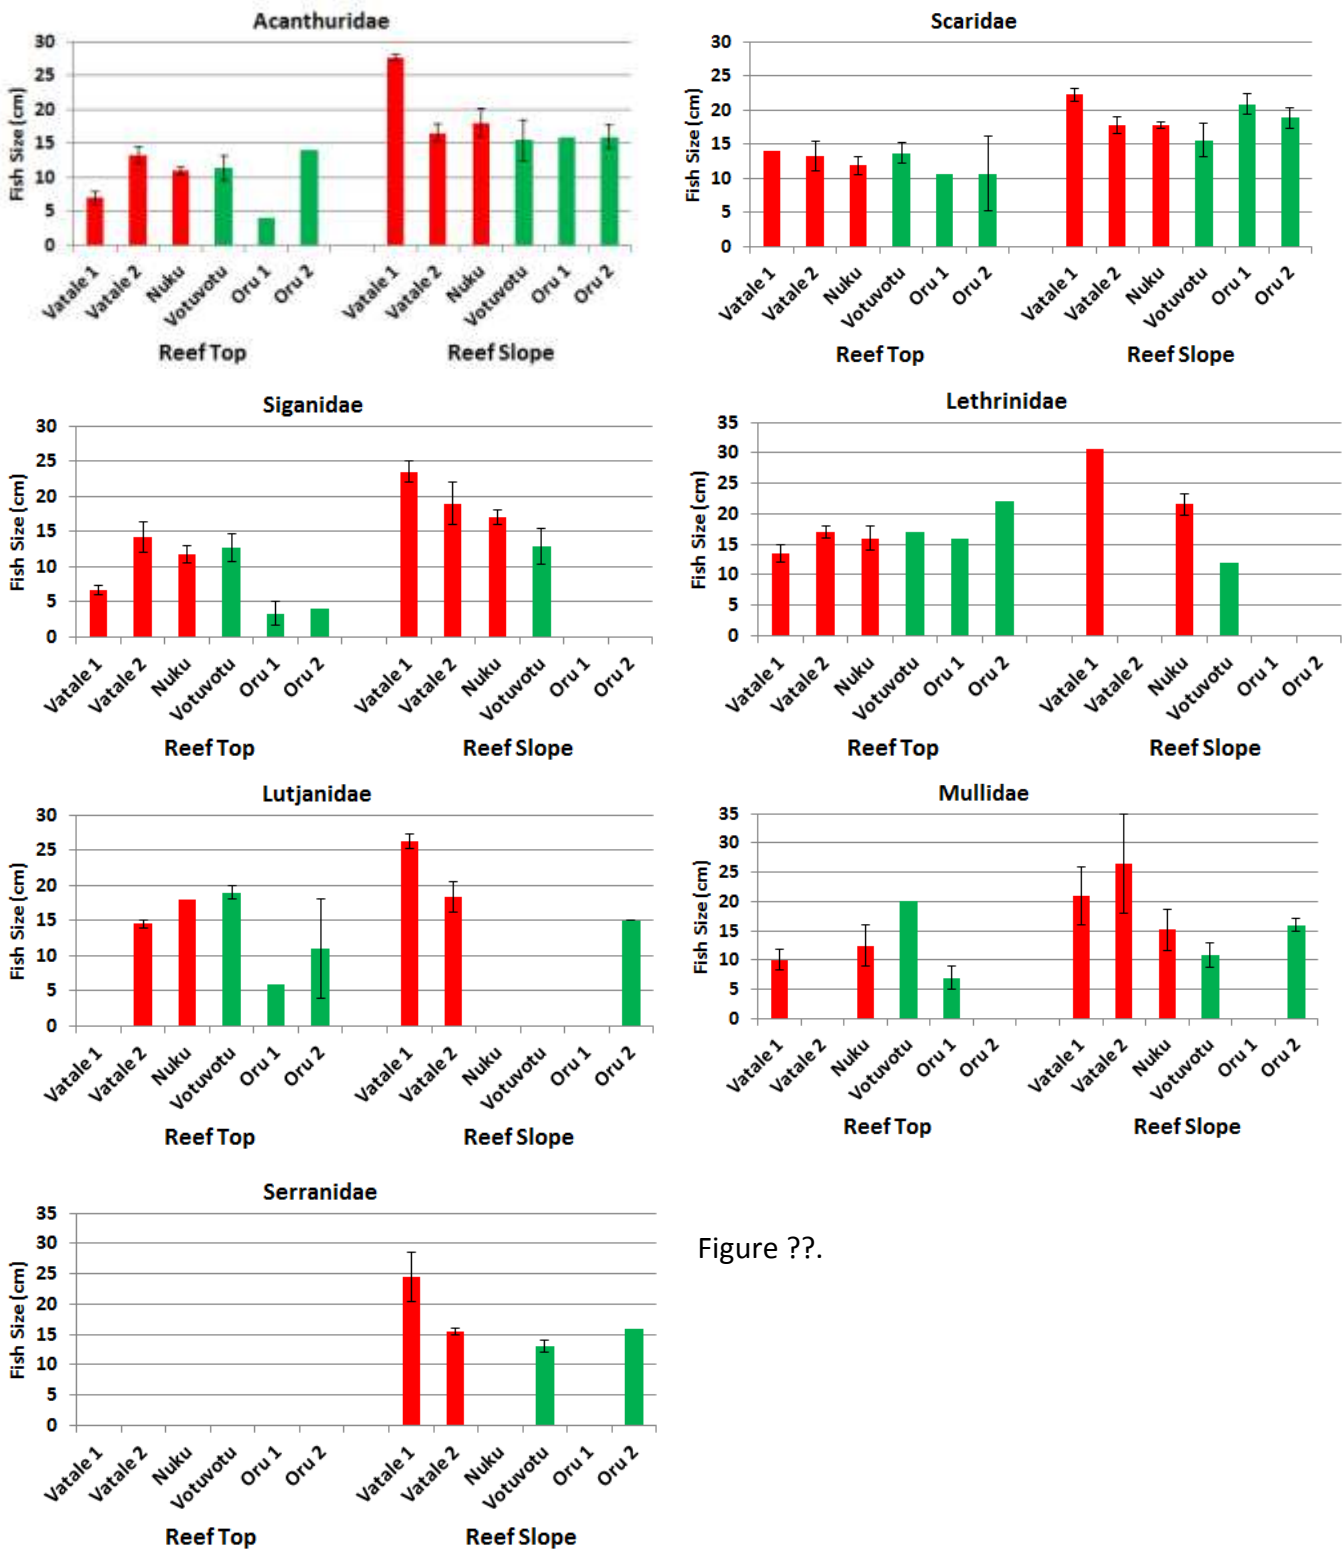 Acanthuridae
Fish Size (cm)
30
25
20
15
10
5
0
Vatale 1
Vatale 2
Nuku
Votuvotu
Oru 1
Oru 2
Vatale 1
Vatale 2
Nuku
Votuvotu
Oru 1
Oru 2
Reef Top
Reef Slope
Scaridae
Fish Size (cm)
30
25
20
15
10
5
0
Vatale 1
Vatale 2
Nuku
Votuvotu
Oru 1
Oru 2
Vatale 1
Vatale 2
Nuku
Votuvotu
Oru 1
Oru 2
Reef Top
Reef Slope
Siganidae
Fish Size (cm)
30
25
20
15
10
5
0
Vatale 1
Vatale 2
Nuku
Votuvotu
Oru 1
Oru 2
Vatale 1
Vatale 2
Nuku
Votuvotu
Oru 1
Oru 2
Reef Top
Reef Slope
Lethrinidae
Fish Size (cm)
35
30
25
20
15
10
5
0
Vatale 1
Vatale 2
Nuku
Votuvotu
Oru 1
Oru 2
Vatale 1
Vatale 2
Nuku
Votuvotu
Oru 1
Oru 2
Reef Top
Reef Slope
Lutjanidae
Fish Size (cm)
30
25
20
15
10
5
0
Vatale 1
Vatale 2
Nuku
Votuvotu
Oru 1
Oru 2
Vatale 1
Vatale 2
Nuku
Votuvotu
Oru 1
Oru 2
Reef Top
Reef Slope
Mullidae
Fish Size (cm)
35
30
25
20
15
10
5
0
Vatale 1
Vatale 2
Nuku
Votuvotu
Oru 1
Oru 2
Vatale 1
Vatale 2
Nuku
Votuvotu
Oru 1
Oru 2
Reef Top
Reef Slope
Serranidae
Fish Size (cm)
35
30
25
20
15
10
5
0
Vatale 1
Vatale 2
Nuku
Votuvotu
Oru 1
Oru 2
Vatale 1
Vatale 2
Nuku
Votuvotu
Oru 1
Oru 2
Reef Top
Reef Slope
Figure ??.